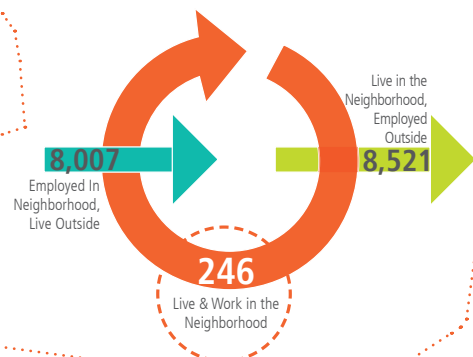 8,007
Employed In
Neighborhood,
Live Outside
Live in the
Neighborhood,
Employed
Outside
8,521
246
Live & Work in the
Neighborhood